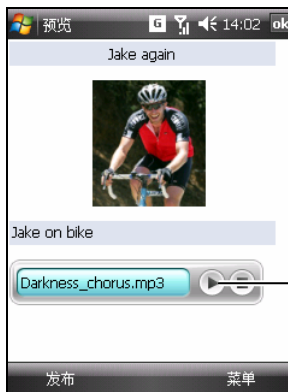 预览 G 14:02 ok
Jake again
Jake on bike
Darkness_chorus.mp3
发布 菜单